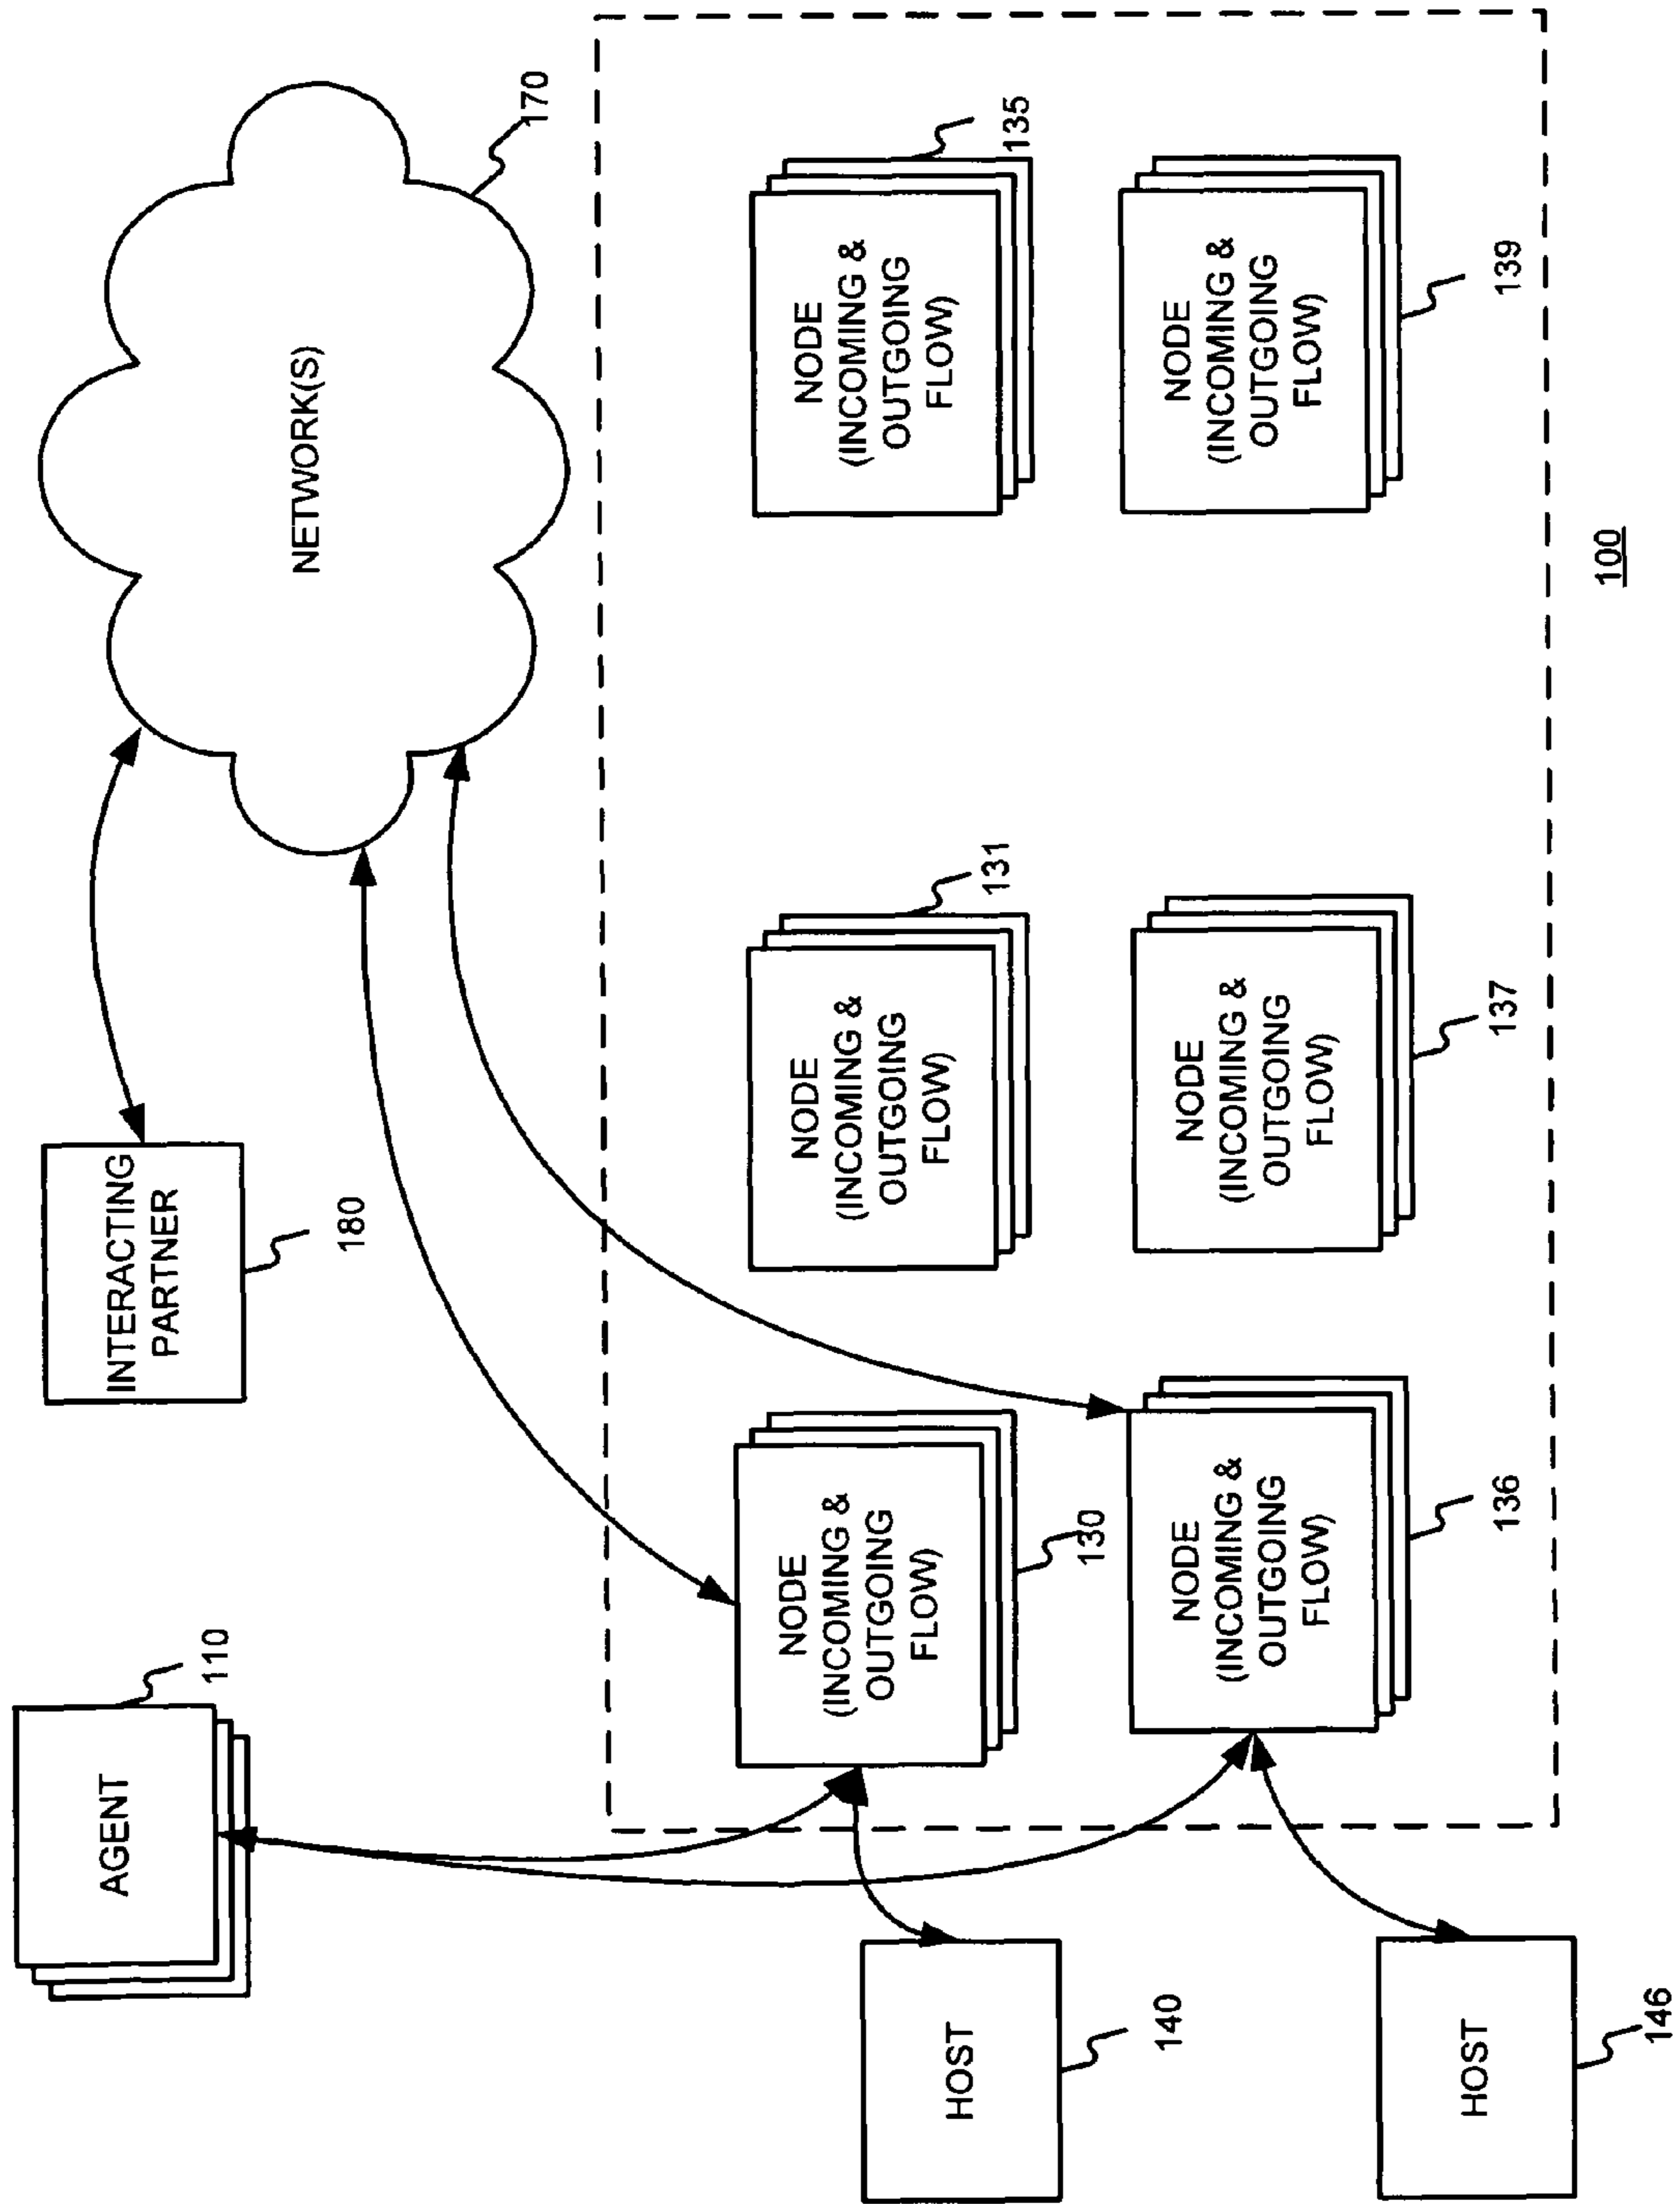 AGENT
110
INTERACTING
PARTNER
180
NETWORK(S)
170
HOST
140
NODE
(INCOMING &
OUTGOING
FLOW)
130
NODE
(INCOMING &
OUTGOING
FLOW)
131
NODE
(INCOMING &
OUTGOING
FLOW)
135
HOST
146
NODE
(INCOMING &
OUTGOING
FLOW)
136
NODE
(INCOMING &
OUTGOING
FLOW)
137
NODE
(INCOMING &
OUTGOING
FLOW)
139
100